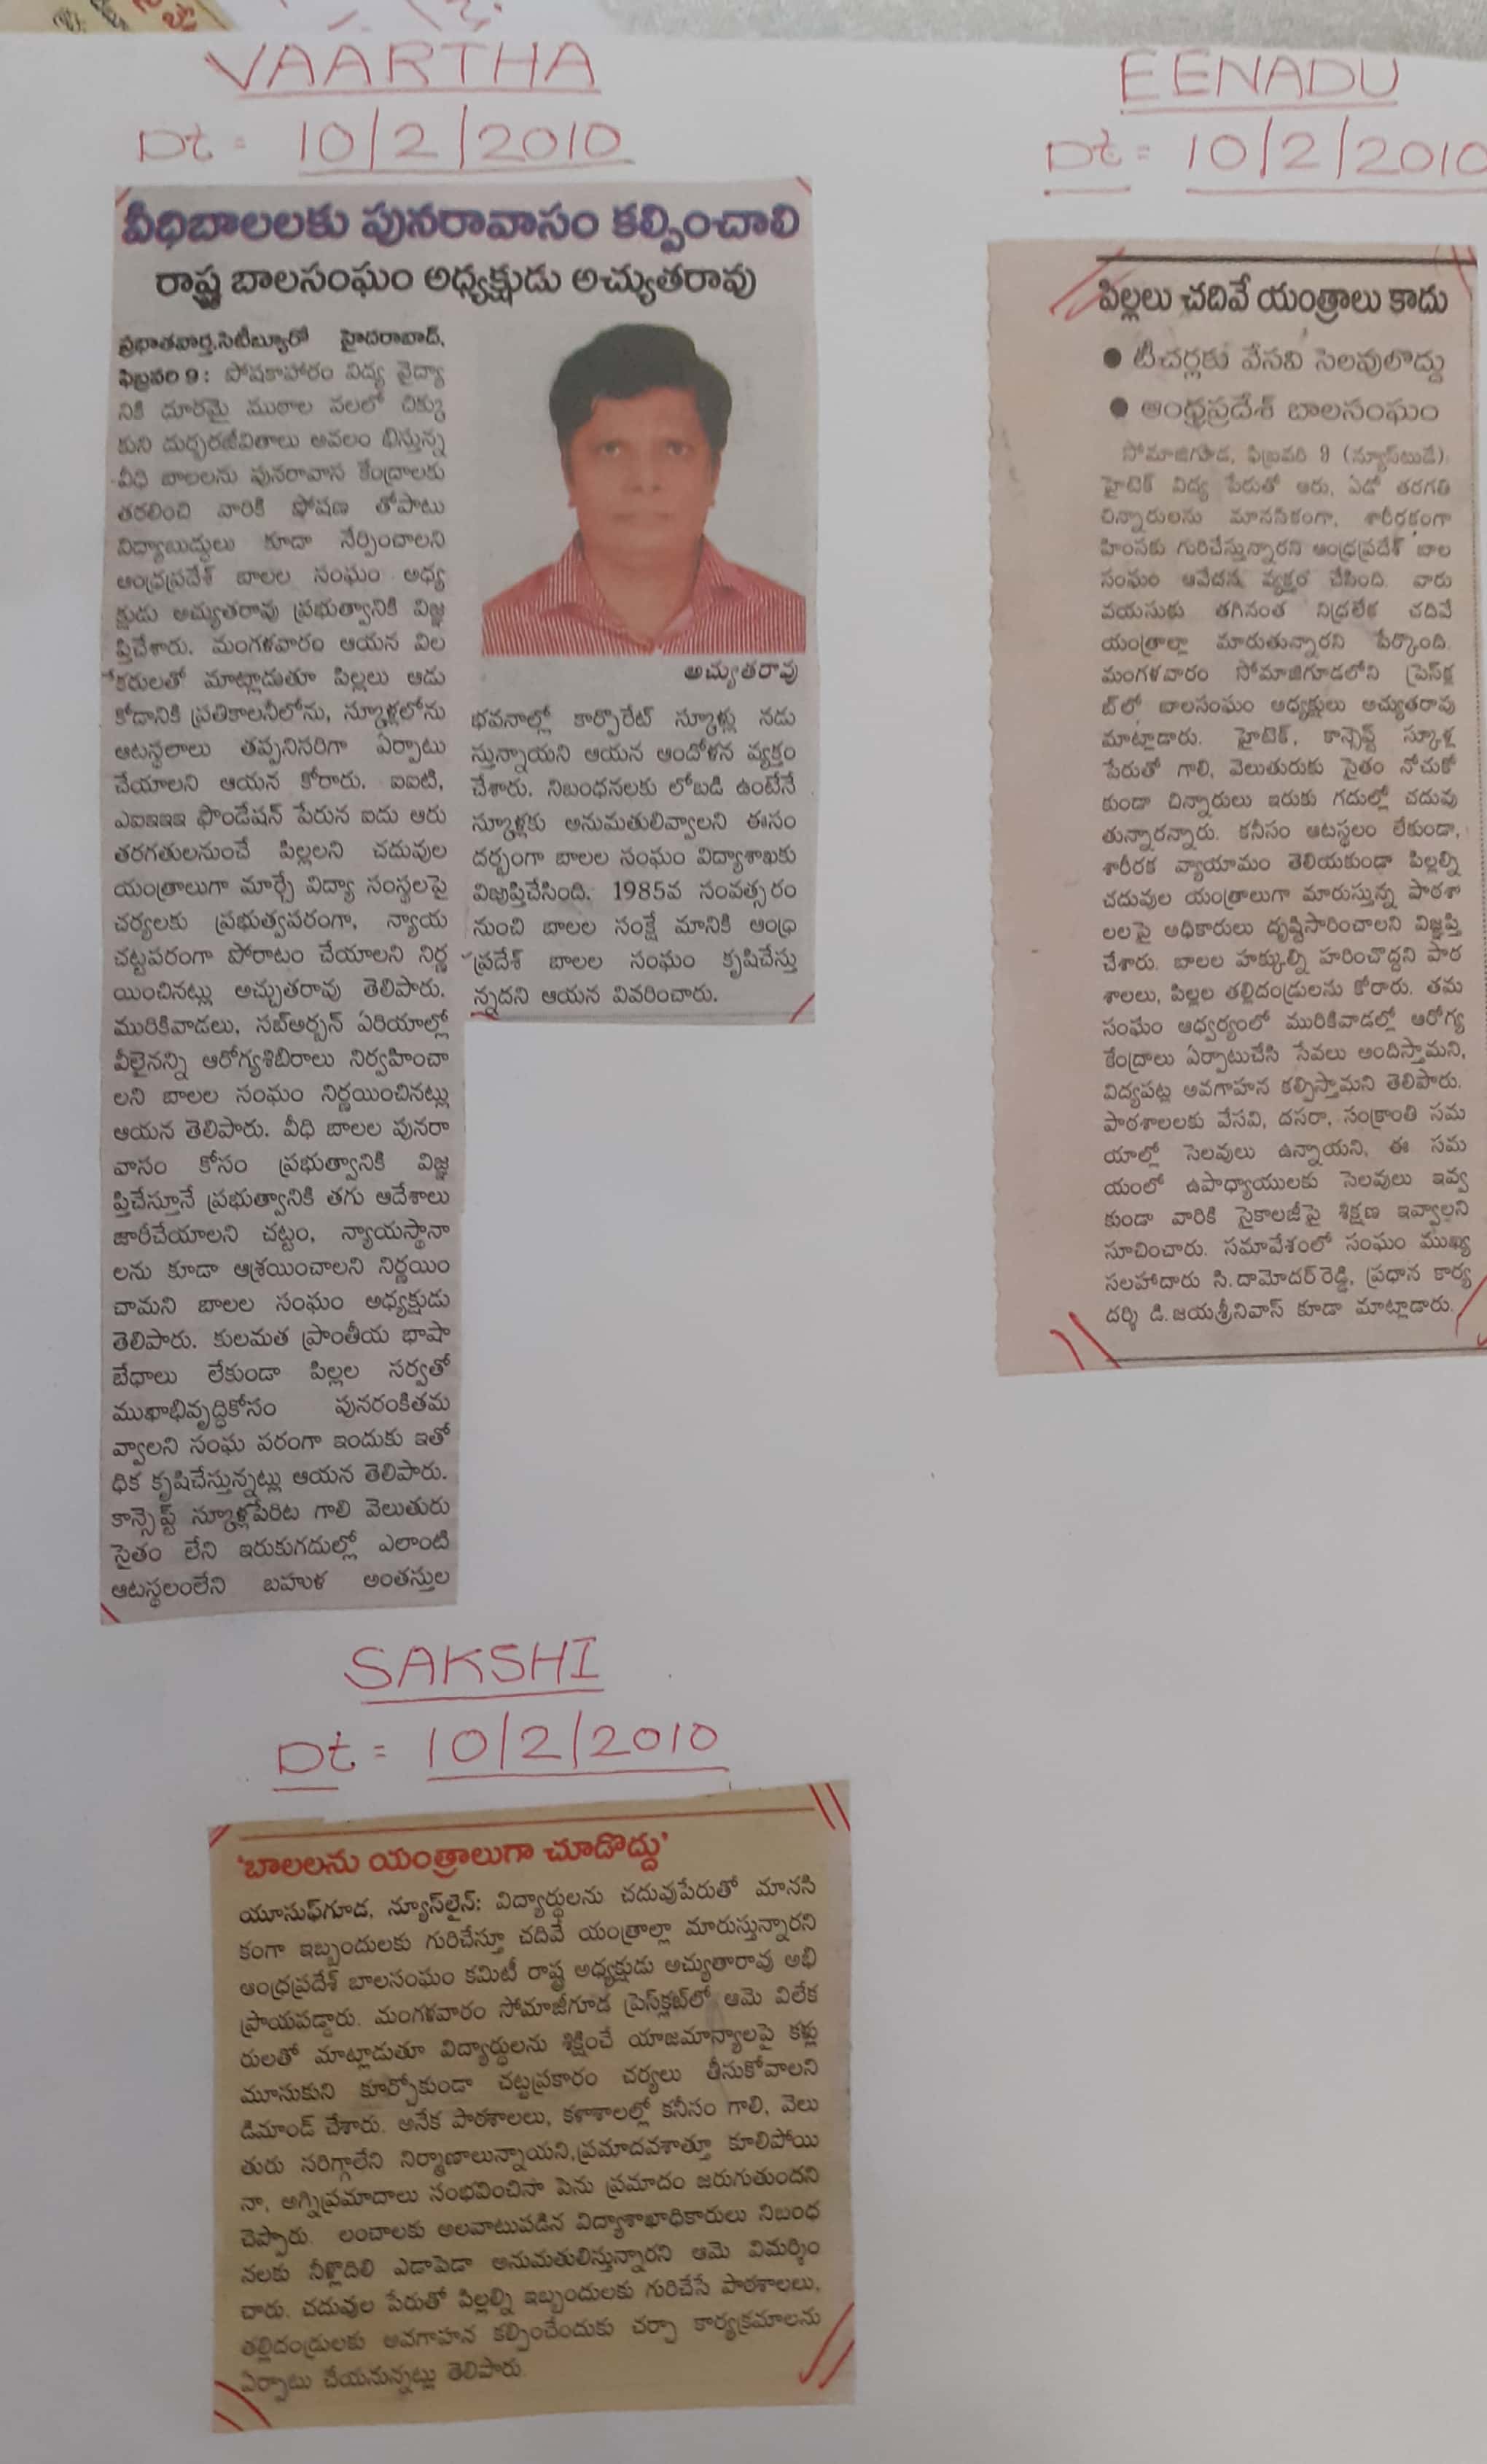 VAARTHA
Dt = 10/2/2010
వీధిబాలలకు పునరావాసం కల్పించాలి
రాష్ట్ర బాలసంఘం అధ్యక్షుడు అచ్యుతరావు
ప్రభాతవార్త,సిటీబ్యూరో హైదరాబాద్,
ఫిబ్రవరి 9 : పోషకాహారం విద్య వైద్యా
నికి దూరమై ముఠాల వలలో చిక్కు
కుని దుర్భరజీవితాలు అవలం భిస్తున్న
వీధి బాలలను పునరావాస కేంద్రాలకు
తరలించి వారికి పోషణ తోపాటు
విద్యాబుద్ధులు కూడా నేర్పించాలని
ఆంధ్రప్రదేశ్ బాలల సంఘం అధ్య
క్షుడు అచ్యుతరావు ప్రభుత్వానికి విజ్ఞ
ప్తిచేశారు. మంగళవారం ఆయన విల
ేకరులతో మాట్లాడుతూ పిల్లలు ఆడు
కోడానికి ప్రతికాలనీలోను, స్కూళ్లలోను
ఆటస్థలాలు తప్పనిసరిగా ఏర్పాటు
చేయాలని ఆయన కోరారు. ఐఐటి,
ఎఐఇఇఇ ఫౌండేషన్ పేరున ఐదు ఆరు
తరగతులనుంచే పిల్లలని చదువుల
యంత్రాలుగా మార్చే విద్యా సంస్థలపై
చర్యలకు ప్రభుత్వపరంగా, న్యాయ
చట్టపరంగా పోరాటం చేయాలని నిర్ణ
యించినట్లు అచ్యుతరావు తెలిపారు.
మురికివాడలు, సబ్అర్బన్ ఏరియాల్లో
వీలైనన్ని ఆరోగ్యశిబిరాలు నిర్వహించా
లని బాలల సంఘం నిర్ణయించినట్లు
ఆయన తెలిపారు. వీధి బాలల పునరా
వాసం కోసం ప్రభుత్వానికి విజ్ఞ
ప్తిచేస్తూనే ప్రభుత్వానికి తగు ఆదేశాలు
జారీచేయాలని చట్టం, న్యాయస్థానా
లను కూడా ఆశ్రయించాలని నిర్ణయిం
చామని బాలల సంఘం అధ్యక్షుడు
తెలిపారు. కులమత ప్రాంతీయ భాషా
బేధాలు లేకుండా పిల్లల సర్వతో
ముఖాభివృద్ధికోసం పునరంకితమ
వ్వాలని సంఘ పరంగా ఇందుకు ఇతో
ధిక కృషిచేస్తున్నట్లు ఆయన తెలిపారు.
కాన్సెప్ట్ స్కూళ్లపేరిట గాలి వెలుతురు
సైతం లేని ఇరుకుగదుల్లో ఎలాంటి
ఆటస్థలంలేని బహుళ అంతస్తుల
అచ్యుతరావు
భవనాల్లో కార్పొరేట్ స్కూళ్లు నడు
స్తున్నాయని ఆయన ఆందోళన వ్యక్తం
చేశారు. నిబంధనలకు లోబడి ఉంటేనే
స్కూళ్లకు అనుమతులివ్వాలని ఈసం
దర్భంగా బాలల సంఘం విద్యాశాఖకు
విజ్ఞప్తిచేసింది. 1985వ సంవత్సరం
నుంచి బాలల సంక్షే మానికి ఆంధ్ర
ప్రదేశ్ బాలల సంఘం కృషిచేస్తు
న్నదని ఆయన వివరించారు.
EENADU
Dt = 10/2/2010
పిల్లలు చదివే యంత్రాలు కాదు
● టీచర్లకు వేసవి సెలవులొద్దు
● ఆంధ్రప్రదేశ్ బాలసంఘం
సోమాజిగూడ, ఫిబ్రవరి 9 (న్యూస్‌టుడే):
హైటెక్ విద్య పేరుతో ఆరు, ఏడో తరగతి
చిన్నారులను మానసికంగా, శారీరకంగా
హింసకు గురిచేస్తున్నారని ఆంధ్రప్రదేశ్ బాల
సంఘం ఆవేదన వ్యక్తం చేసింది. వారు
వయసుకు తగినంత నిద్రలేక చదివే
యంత్రాల్లా మారుతున్నారని పేర్కొంది.
మంగళవారం సోమాజిగూడలోని ప్రెస్‌క్ల
బ్‌లో బాలసంఘం అధ్యక్షులు అచ్యుతరావు
మాట్లాడారు. హైటెక్, కాన్సెప్ట్ స్కూళ్ల
పేరుతో గాలి, వెలుతురుకు సైతం నోచుకో
కుండా చిన్నారులు ఇరుకు గదుల్లో చదువు
తున్నారన్నారు. కనీసం ఆటస్థలం లేకుండా,
శారీరక వ్యాయామం తెలియకుండా పిల్లల్ని
చదువుల యంత్రాలుగా మారుస్తున్న పాఠశా
లలపై అధికారులు దృష్టిసారించాలని విజ్ఞప్తి
చేశారు. బాలల హక్కుల్ని హరించొద్దని పాఠ
శాలలు, పిల్లల తల్లిదండ్రులను కోరారు. తమ
సంఘం ఆధ్వర్యంలో మురికివాడల్లో ఆరోగ్య
కేంద్రాలు ఏర్పాటుచేసి సేవలు అందిస్తామని,
విద్యపట్ల అవగాహన కల్పిస్తామని తెలిపారు.
పాఠశాలలకు వేసవి, దసరా, సంక్రాంతి సమ
యాల్లో సెలవులు ఉన్నాయని, ఈ సమ
యంలో ఉపాధ్యాయులకు సెలవులు ఇవ్వ
కుండా వారికి సైకాలజీపై శిక్షణ ఇవ్వాలని
సూచించారు. సమావేశంలో సంఘం ముఖ్య
సలహాదారు సి.దామోదర్‌రెడ్డి, ప్రధాన కార్య
దర్శి డి.జయశ్రీనివాస్ కూడా మాట్లాడారు.
SAKSHI
Dt = 10/2/2010
'బాలలను యంత్రాలుగా చూడొద్దు'
యూసుఫ్‌గూడ, న్యూస్‌లైన్: విద్యార్థులను చదువుపేరుతో మానసి
కంగా ఇబ్బందులకు గురిచేస్తూ చదివే యంత్రాల్లా మారుస్తున్నారని
ఆంధ్రప్రదేశ్ బాలసంఘం కమిటీ రాష్ట్ర అధ్యక్షుడు అచ్యుతారావు అభి
ప్రాయపడ్డారు. మంగళవారం సోమాజీగూడ ప్రెస్‌క్లబ్‌లో ఆమె విలేక
రులతో మాట్లాడుతూ విద్యార్థులను శిక్షించే యాజమాన్యాలపై కళ్లు
మూసుకుని కూర్చోకుండా చట్టప్రకారం చర్యలు తీసుకోవాలని
డిమాండ్ చేశారు. అనేక పాఠశాలలు, కళాశాలల్లో కనీసం గాలి, వెలు
తురు సరిగ్గాలేని నిర్మాణాలున్నాయని,ప్రమాదవశాత్తూ కూలిపోయి
నా, అగ్నిప్రమాదాలు సంభవించినా పెను ప్రమాదం జరుగుతుందని
చెప్పారు. లంచాలకు అలవాటుపడిన విద్యాశాఖాధికారులు నిబంధ
నలకు నీళ్లొదిలి ఎడాపెడా అనుమతులిస్తున్నారని ఆమె విమర్శిం
చారు. చదువుల పేరుతో పిల్లల్ని ఇబ్బందులకు గురిచేసే పాఠశాలలు,
తల్లిదండ్రులకు అవగాహన కల్పించేందుకు చర్చా కార్యక్రమాలను
ఏర్పాటు చేయనున్నట్లు తెలిపారు.